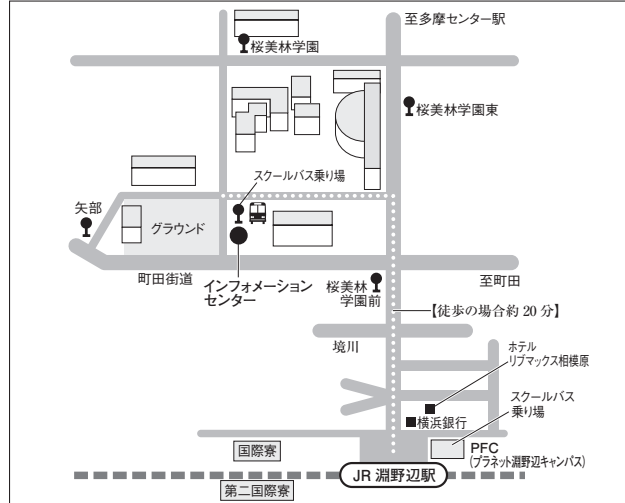 至多摩センター駅
桜美林学園
桜美林学園東
スクールバス乗り場
矢部
グラウンド
町田街道
インフォメーション
センター
桜美林
学園前
至町田
【徒歩の場合約20分】
境川
ホテル
リブマックス相模原
スクールバス
乗り場
横浜銀行
国際寮
PFC
(プラネット淵野辺キャンパス)
JR 淵野辺駅
第二国際寮